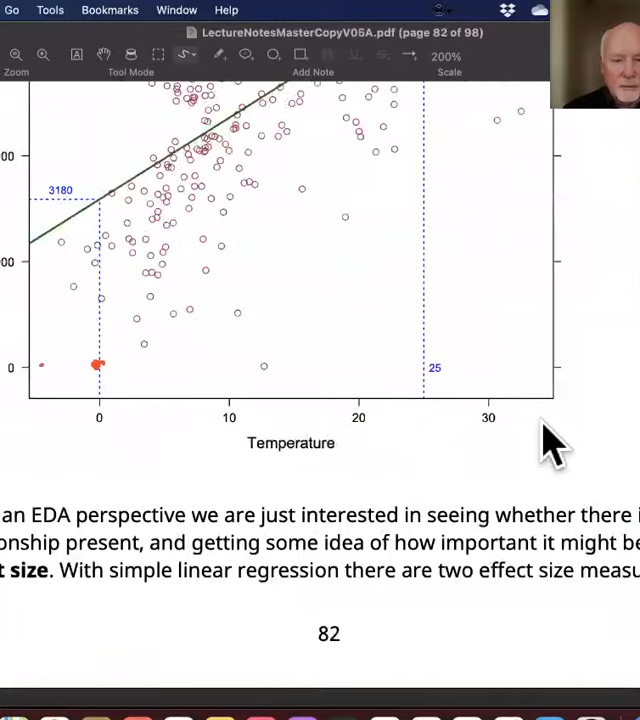 Go Tools Bookmarks Window Help
LectureNotesMasterCopyV05A.pdf (page 82 of 98)
Zoom Tool Mode Add Note 200% Scale
3180
00
00
0
25
0 10 20 30
Temperature
an EDA perspective we are just interested in seeing whether there i
onship present, and getting some idea of how important it might be
t size. With simple linear regression there are two effect size measu
82